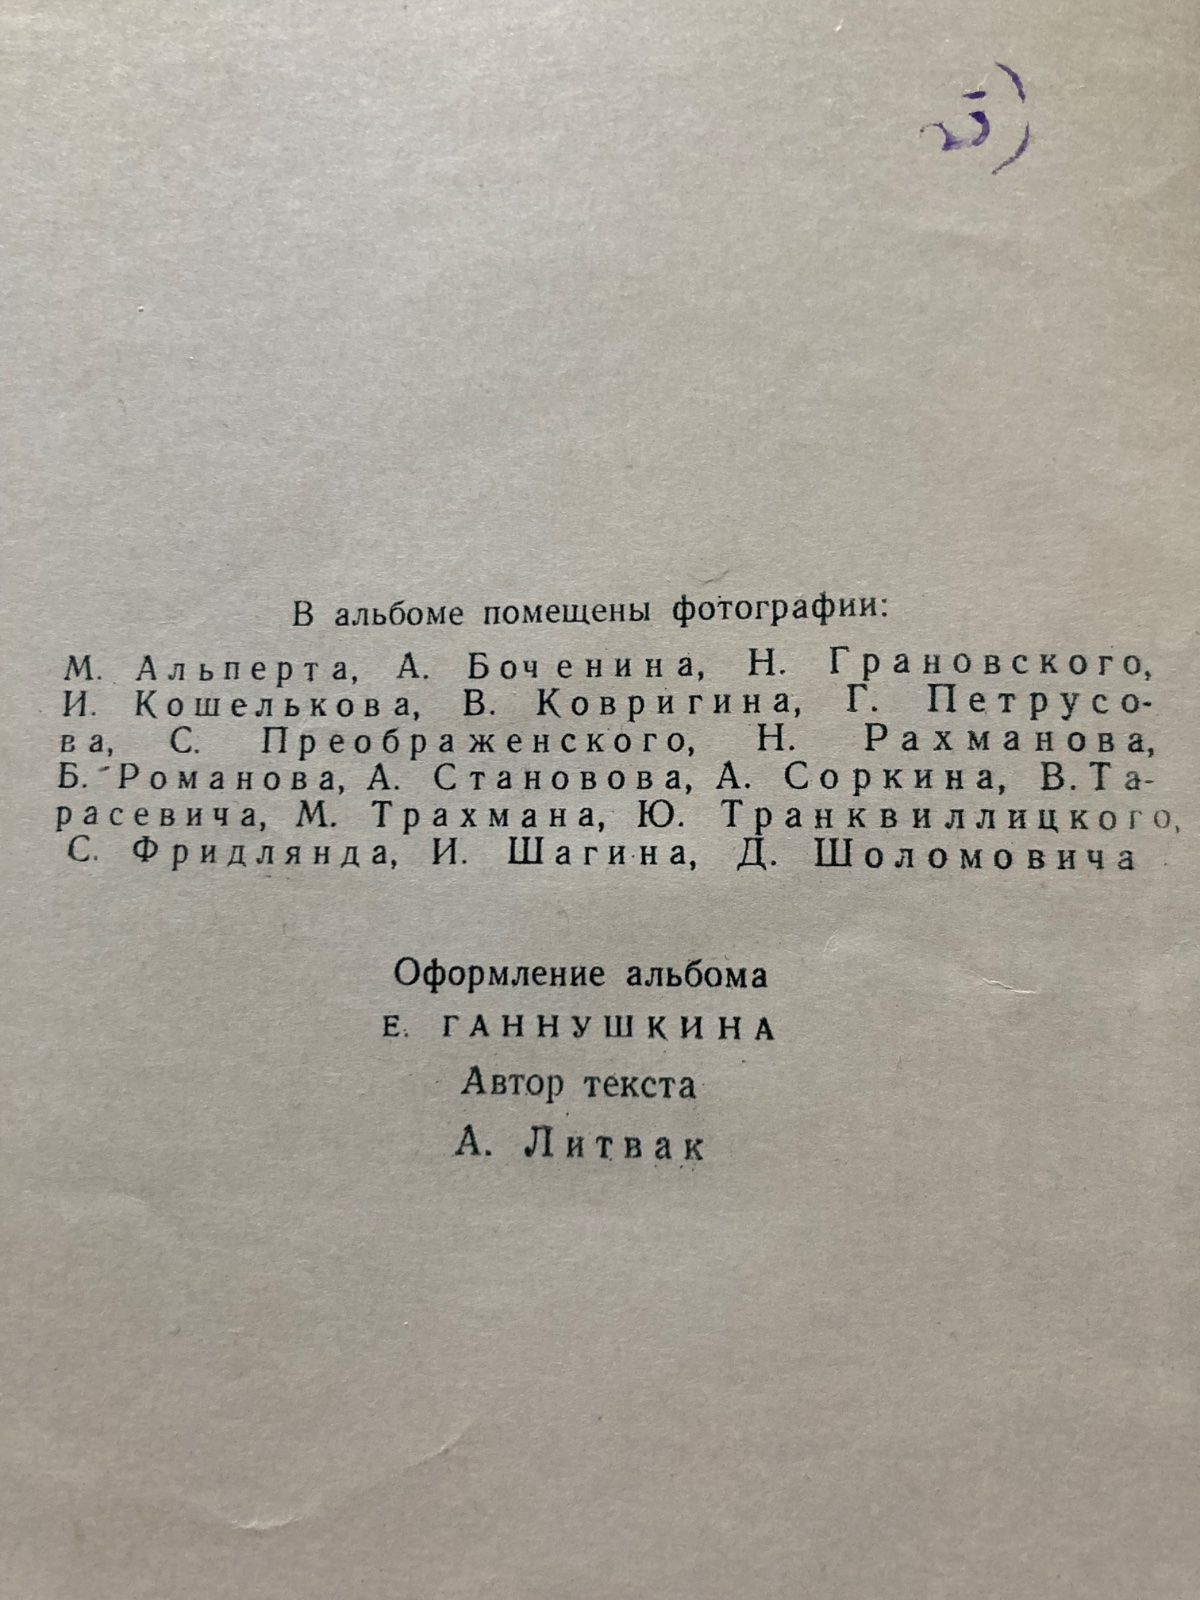 В альбоме помещены фотографии:
М. Альперта, А. Боченина, Н. Грановского,
И. Кошелькова, В. Ковригина, Г. Петрусо-
ва, С. Преображенского, Н. Рахманова,
Б. Романова, А. Становова, А. Соркина, В. Та-
расевича, М. Трахмана, Ю. Транквиллицкого,
С. Фридлянда, И. Шагина, Д. Шоломовича
Оформление альбома
Е. ГАННУШКИНА
Автор текста
А. Литвак